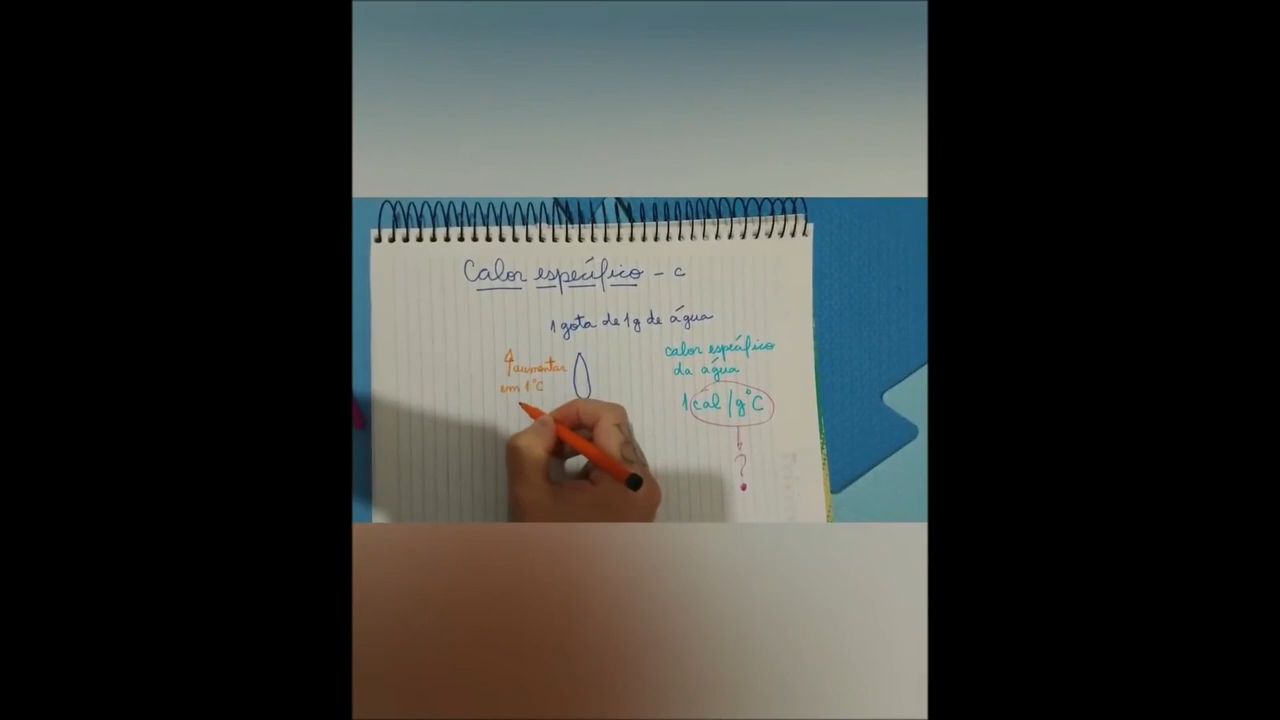 Calor específico - c
1 gota de 1g de água
aumentar
em 1°C
calor específico
da água
1 cal/g°C
?